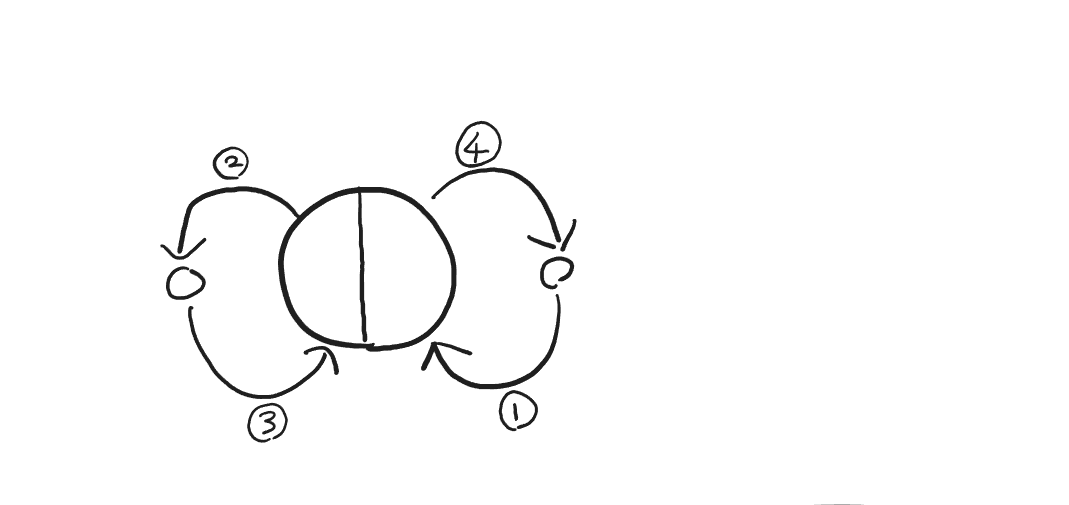 ②
④
③
①